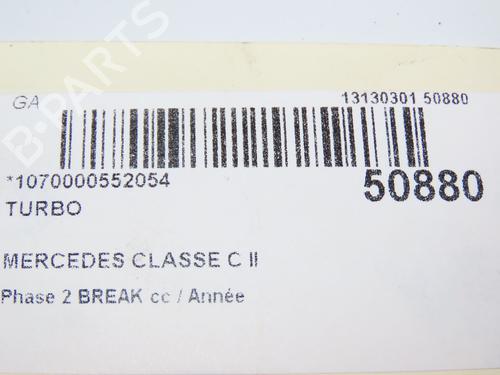 GA 13130301 50880
*1070000552054 50880
TURBO
MERCEDES CLASSE C II
Phase 2 BREAK cc / Année
B-PARTS